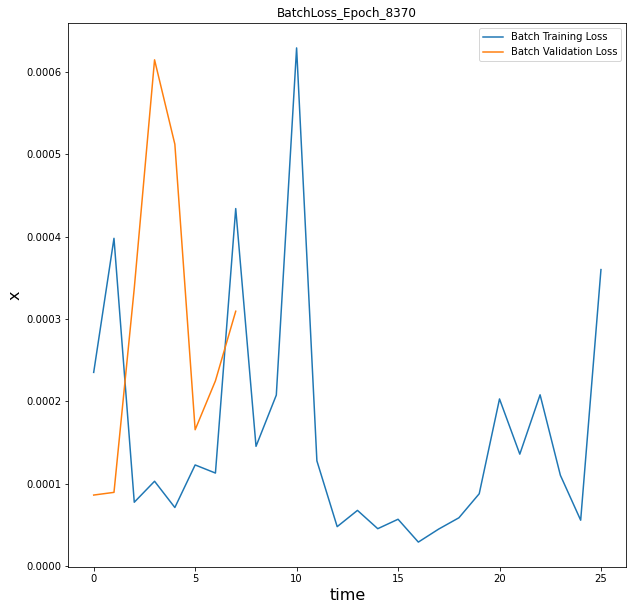 BatchLoss_Epoch_8370
Batch Training Loss
Batch Validation Loss
0.0006
0.0005
0.0004
0.0003
0.0002
0.0001
0.0000
x
0 5 10 15 20 25
time